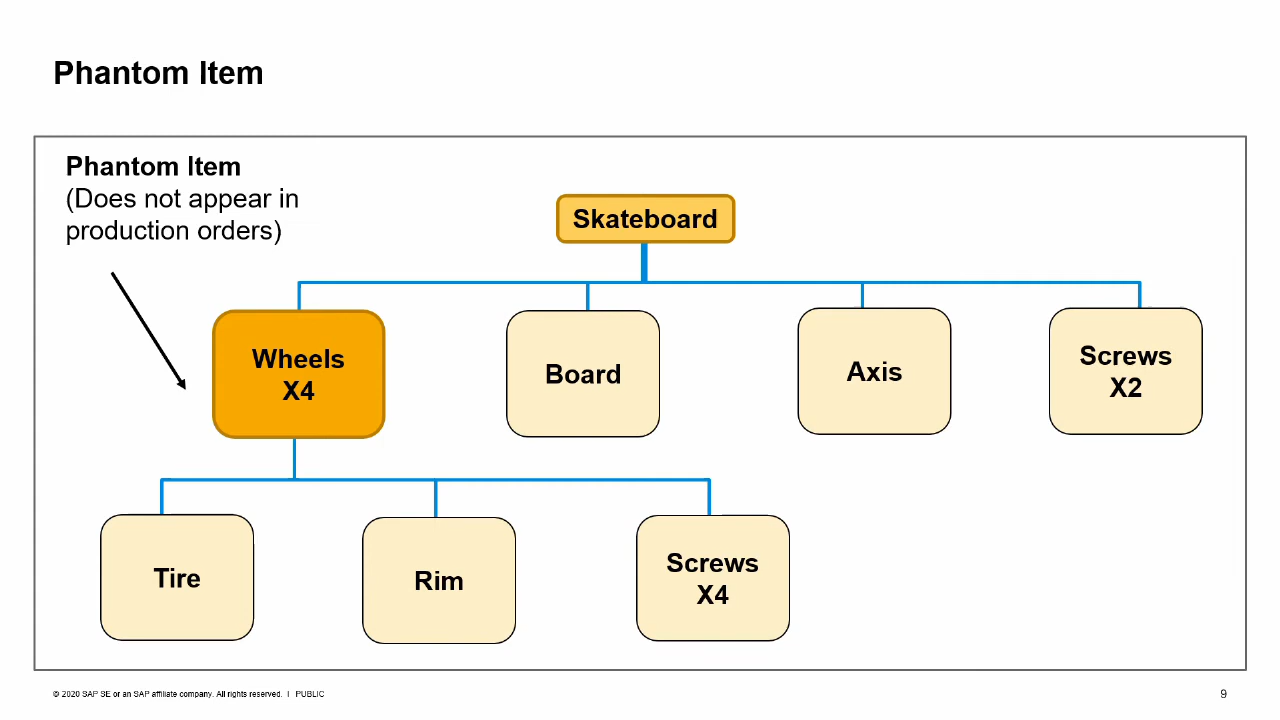 Phantom Item
Phantom Item
(Does not appear in
production orders)
Skateboard
Wheels
X4
Board
Axis
Screws
X2
Tire
Rim
Screws
X4
© 2020 SAP SE or an SAP affiliate company. All rights reserved. I PUBLIC
9